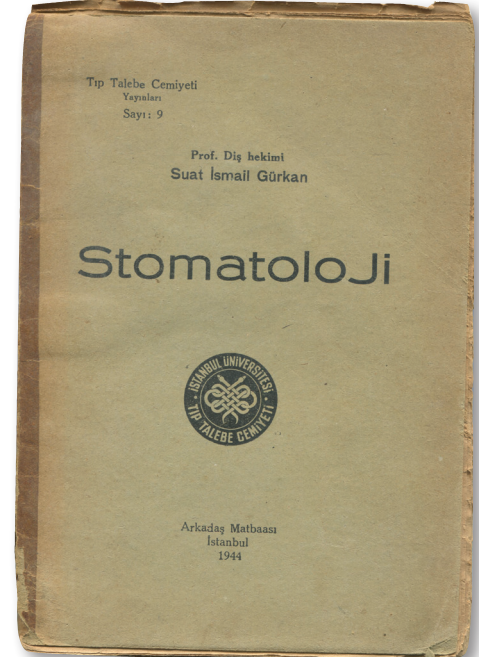 Tıp Talebe Cemiyeti
Yayınları
Sayı: 9
Prof. Diş hekimi
Suat İsmail Gürkan
StomatoloJi
İSTANBUL ÜNİVERSİTESİ
TIP TALEBE CEMİYETİ
Arkadaş Matbaası
İstanbul
1944